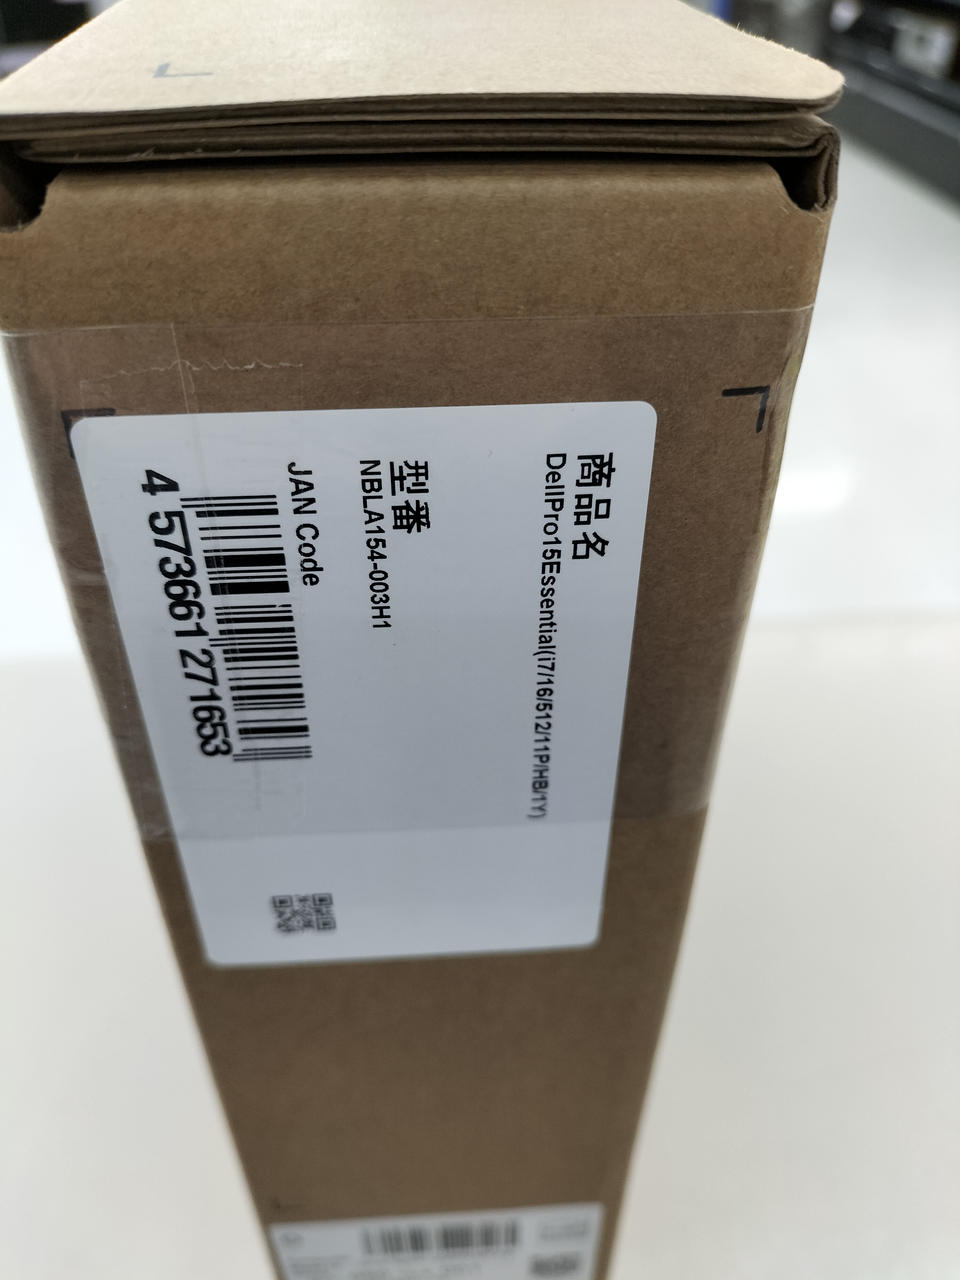 商品名
DellPro15Essential(i7/16/512/11P/HB/1Y)
型番
NBLA154-003H1
JAN Code
4 573661 271653